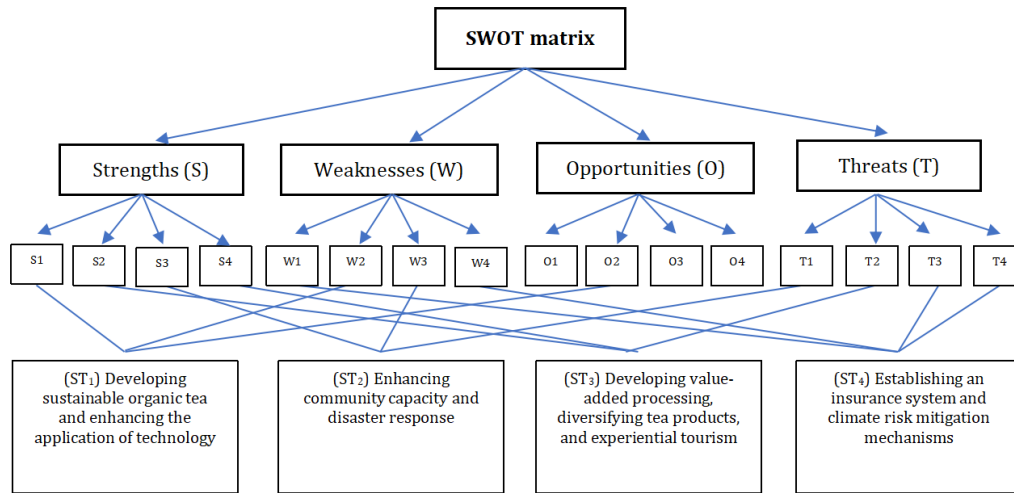 SWOT matrix
Strengths (S)
Weaknesses (W)
Opportunities (O)
Threats (T)
S1
S2
S3
S4
W1
W2
W3
W4
O1
O2
O3
O4
T1
T2
T3
T4
(ST₁) Developing
sustainable organic tea
and enhancing the
application of technology
(ST₂) Enhancing
community capacity and
disaster response
(ST₃) Developing value-
added processing,
diversifying tea products,
and experiential tourism
(ST₄) Establishing an
insurance system and
climate risk mitigation
mechanisms